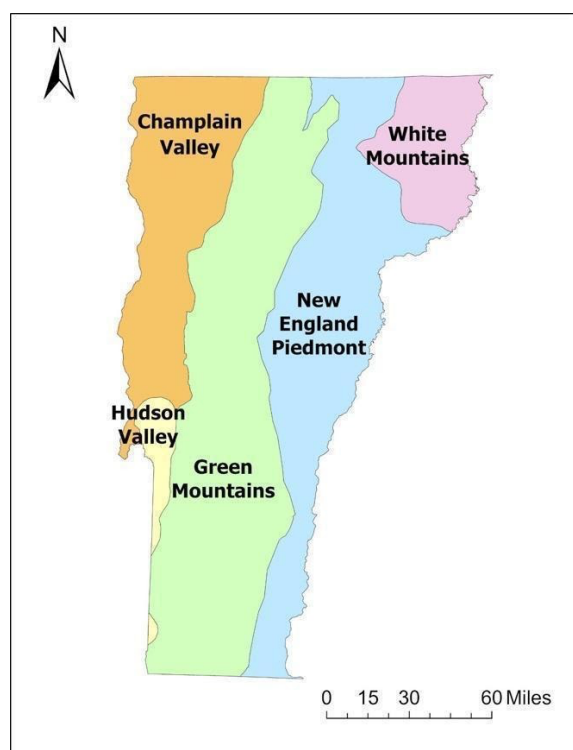 N
Champlain
Valley
White
Mountains
New
England
Piedmont
Hudson
Valley
Green
Mountains
0 15 30 60 Miles